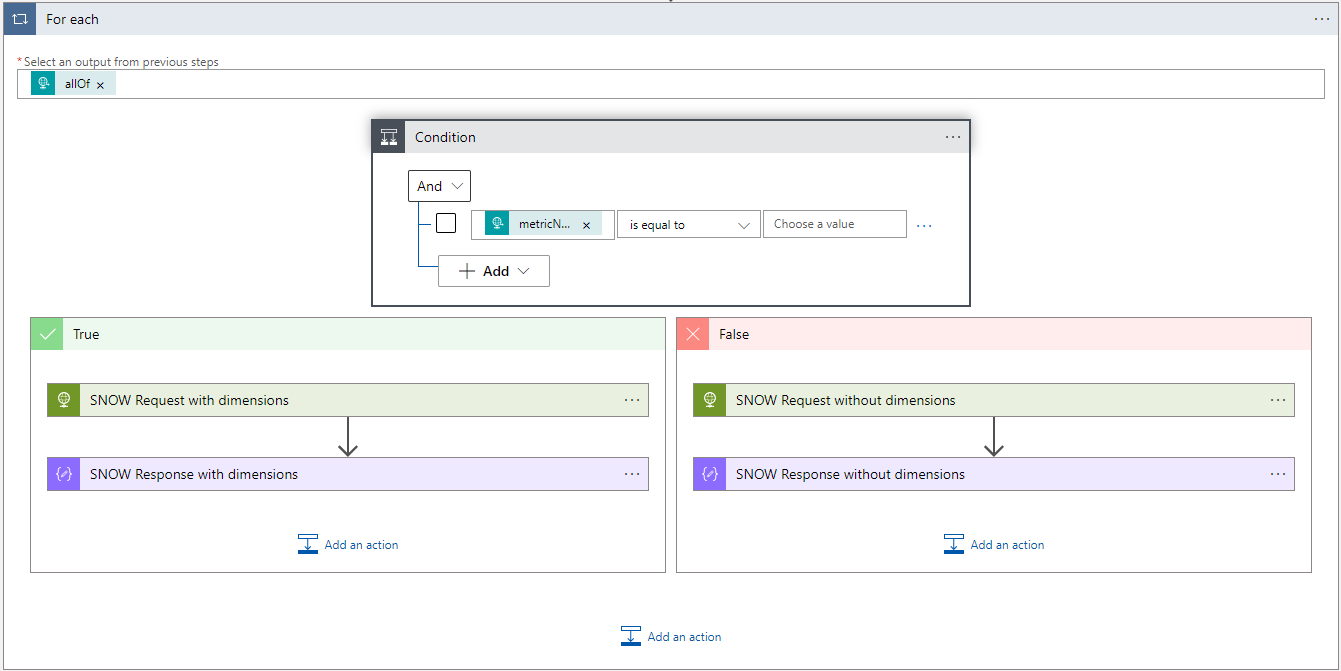 For each
*Select an output from previous steps
allOf
Condition
And
metricN... is equal to Choose a value
Add
True
False
SNOW Request with dimensions
SNOW Request without dimensions
SNOW Response with dimensions
SNOW Response without dimensions
Add an action
Add an action
Add an action